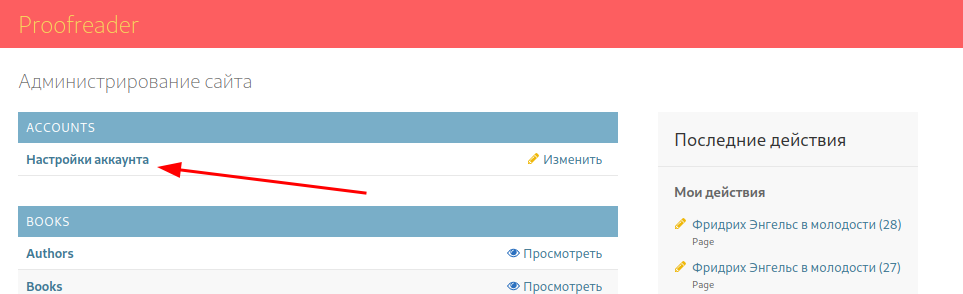 Proofreader
Администрирование сайта
ACCOUNTS
Настройки аккаунта
Изменить
BOOKS
Authors
Просмотреть
Books
Просмотреть
Последние действия
Мои действия
Фридрих Энгельс в молодости (28)
Page
Фридрих Энгельс в молодости (27)
Page